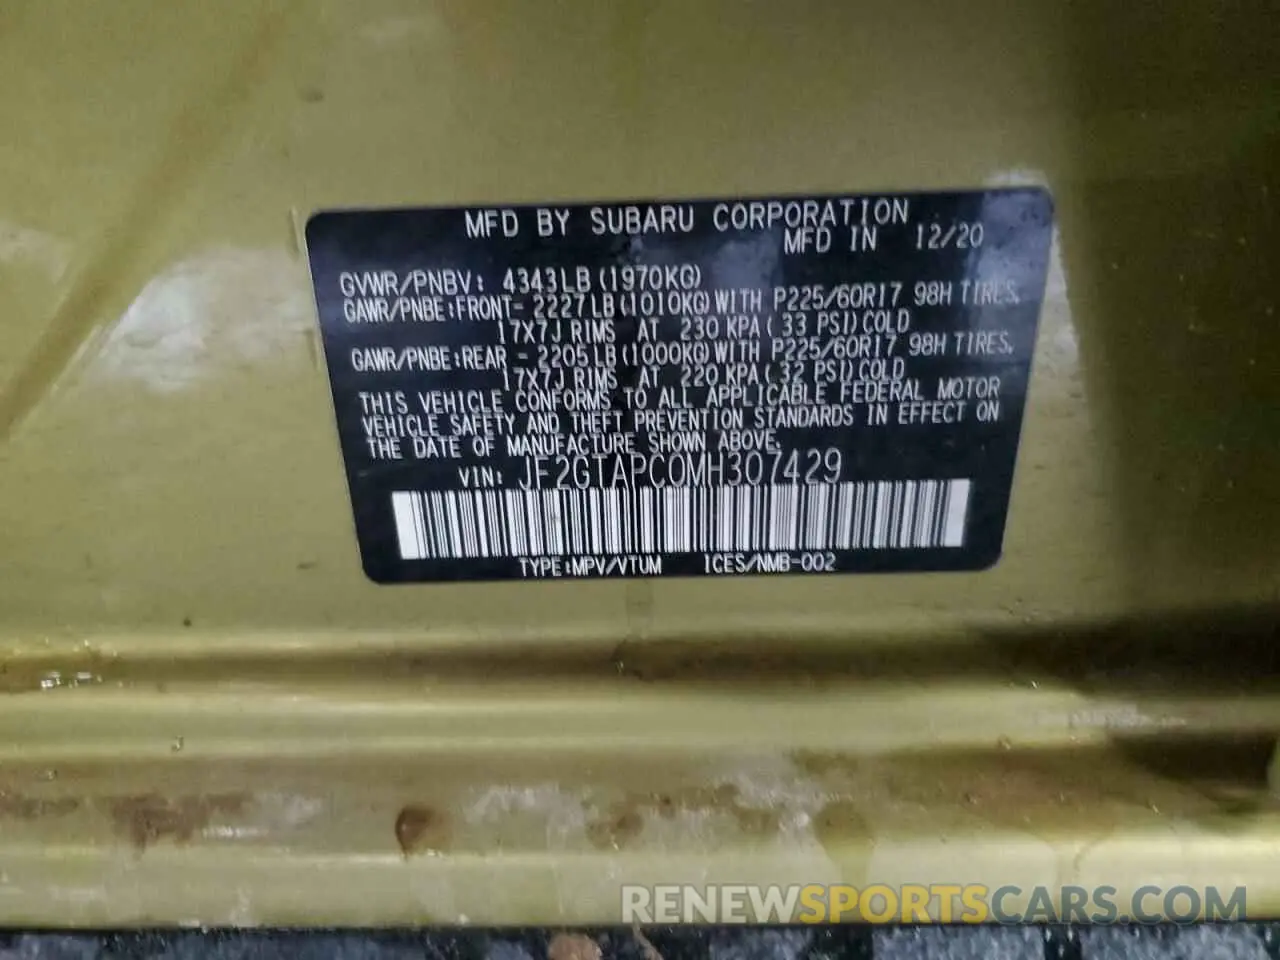 MFD BY SUBARU CORPORATION
MFD IN 12/20
GVWR/PNBV: 4343LB(1970KG)
GAWR/PNBE:FRONT- 2227LB(1010KG)WITH P225/60R17 98H TIRES,
17X7J RIMS AT 230 KPA( 33 PSI)COLD
GAWR/PNBE:REAR - 2205LB(1000KG)WITH P225/60R17 98H TIRES,
17X7J RIMS AT 220 KPA( 32 PSI)COLD
THIS VEHICLE CONFORMS TO ALL APPLICABLE FEDERAL MOTOR
VEHICLE SAFETY AND THEFT PREVENTION STANDARDS IN EFFECT ON
THE DATE OF MANUFACTURE SHOWN ABOVE.
VIN: JF2GTAPC0MH307429
TYPE:MPV/VTUM ICES/NMB-002
RENEWSPORTSCARS.COM